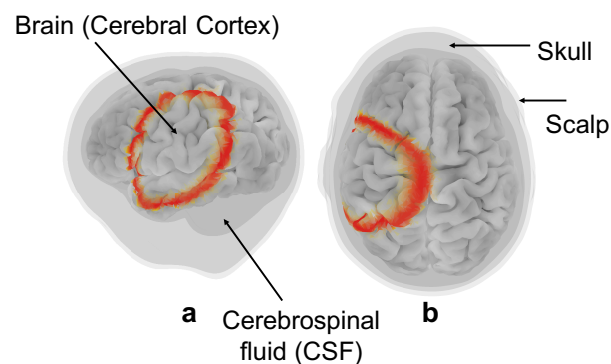 Brain (Cerebral Cortex)
Skull
Scalp
a
b
Cerebrospinal
fluid (CSF)